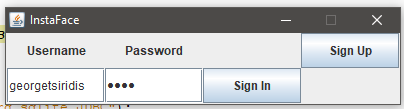 InstaFace
Username Password Sign Up
georgetsiridis •••• Sign In